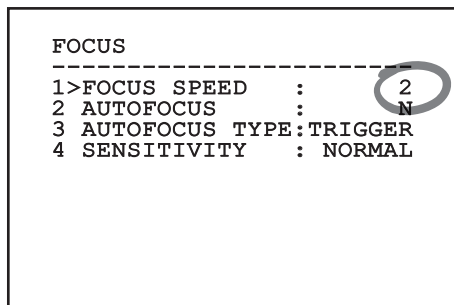 FOCUS
------------------------
1>FOCUS SPEED   :      2
2 AUTOFOCUS     :      N
3 AUTOFOCUS TYPE:TRIGGER
4 SENSITIVITY   : NORMAL